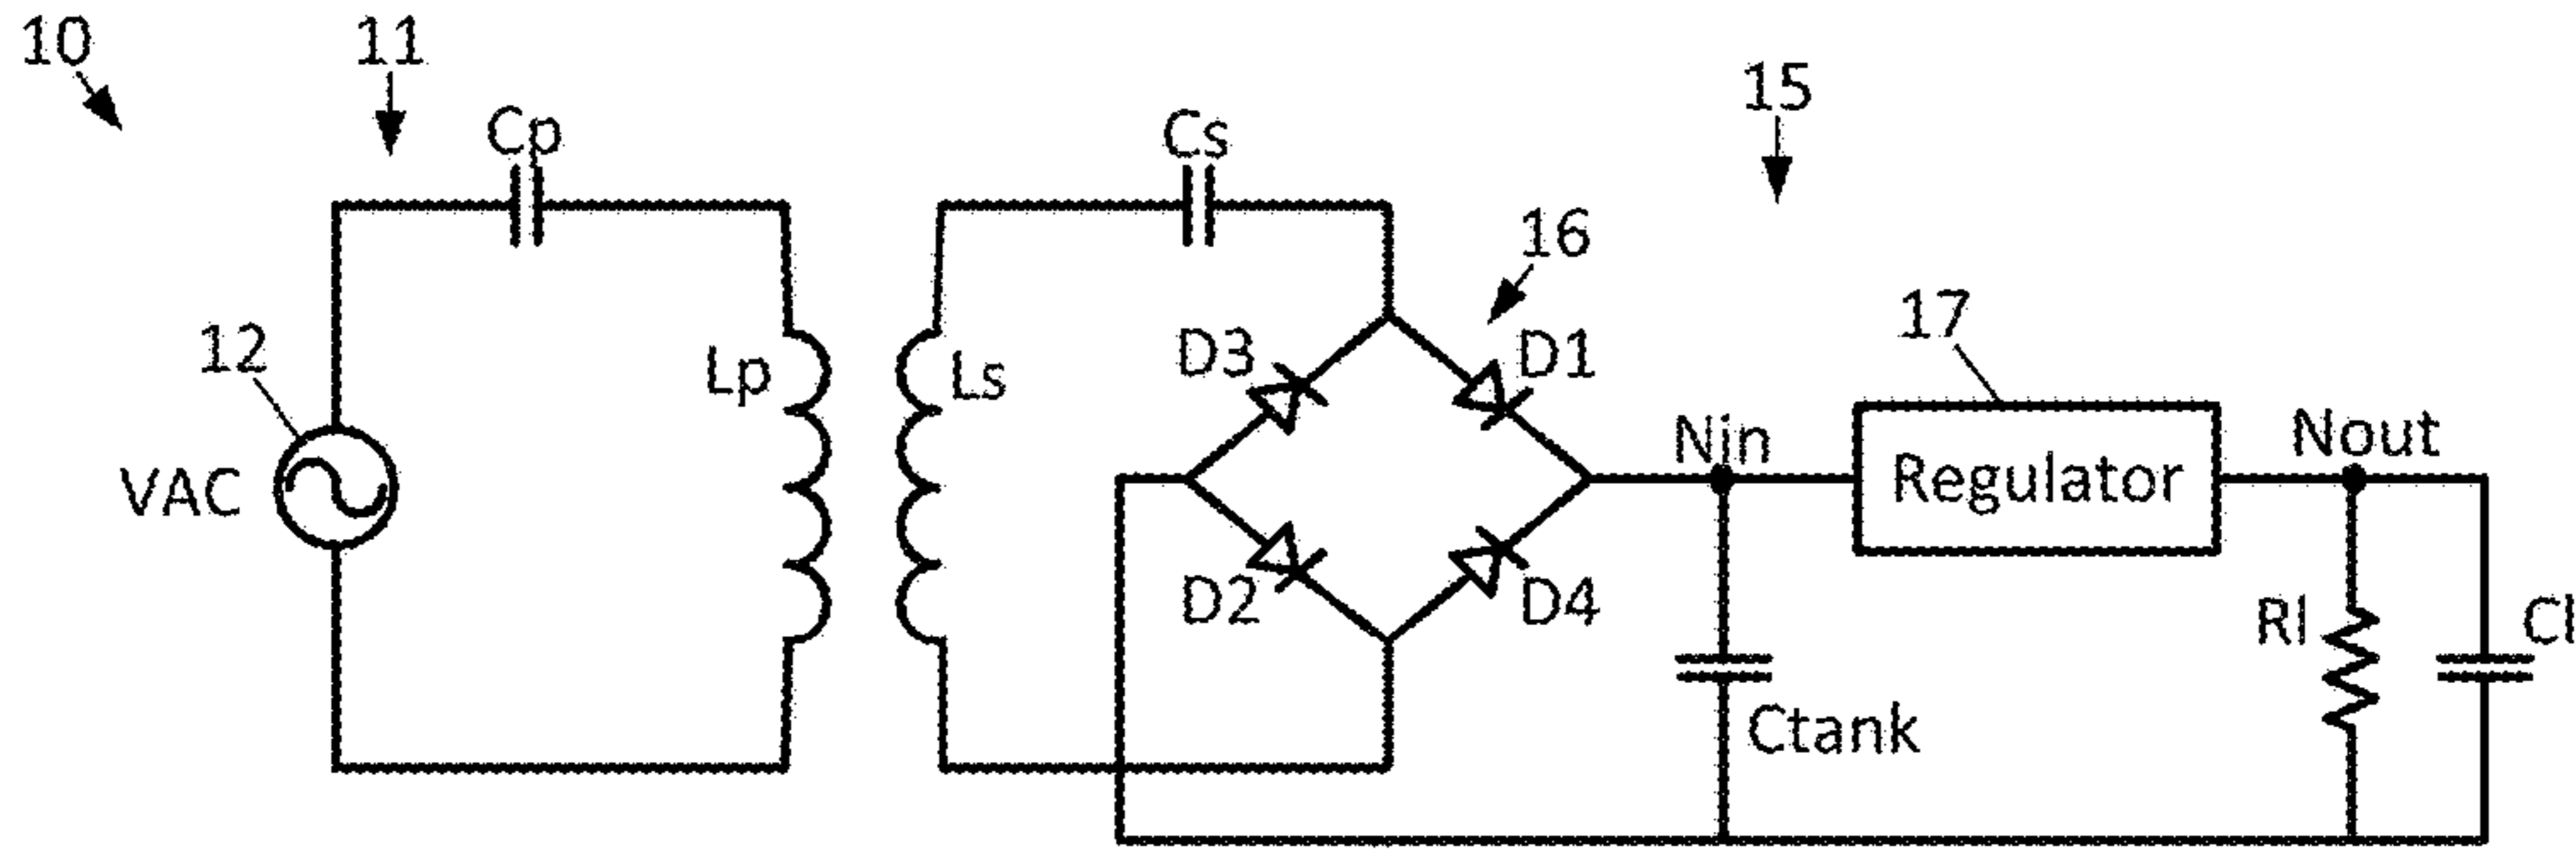 10
11
15
Cp
Cs
16
12
Lp
Ls
D3
D1
17
VAC
Nin
Regulator
Nout
D2
D4
Rl
Cl
Ctank